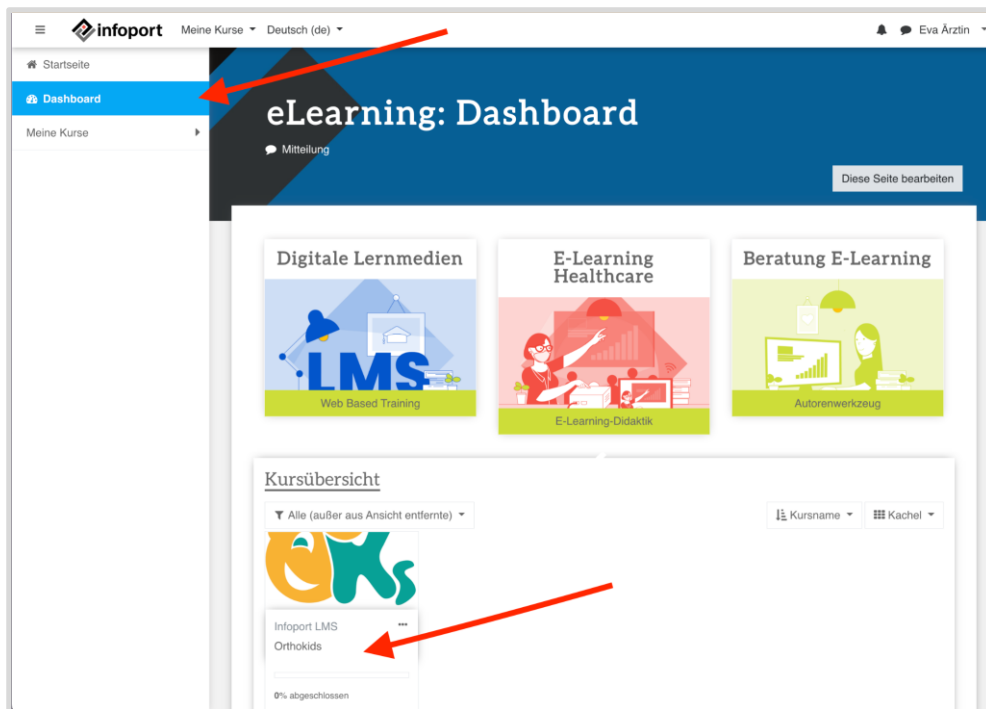 infoport Meine Kurse Deutsch (de) Eva Ärztin
Startseite
Dashboard
Meine Kurse
eLearning: Dashboard
Mitteilung
Diese Seite bearbeiten
Digitale Lernmedien
LMS
Web Based Training
E-Learning
Healthcare
E-Learning-Didaktik
Beratung E-Learning
Autorenwerkzeug
Kursübersicht
Alle (außer aus Ansicht entfernte) Kursname Kachel
OKs
Infoport LMS
Orthokids
0% abgeschlossen